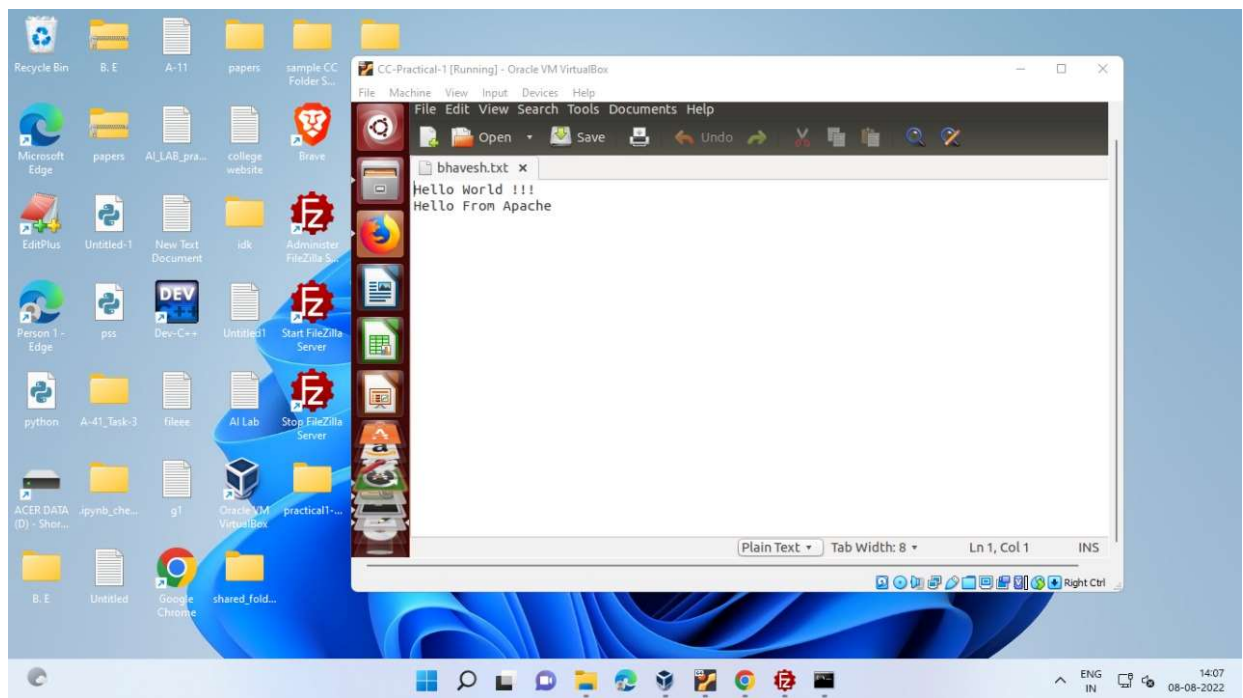 Recycle Bin
B. E
A-11
papers
sample CC
Folder S...
Microsoft
Edge
papers
AI_LAB_pra...
college
website
Brave
EditPlus
Untitled-1
New Text
Document
idk
Administer
FileZilla S...
Person 1 -
Edge
pss
DEV
C++
Dev-C++
Untitled1
Start FileZilla
Server
python
A-41_Task-3
fileee
AI Lab
Stop FileZilla
Server
ACER DATA
(D) - Shor...
.ipynb_che...
g1
Oracle VM
VirtualBox
practical1-...
B. E
Untitled
Google
Chrome
shared_fold...
CC-Practical-1 [Running] - Oracle VM VirtualBox
File Machine View Input Devices Help
File Edit View Search Tools Documents Help
Open Save Undo
bhavesh.txt
Hello World !!!
Hello From Apache
Plain Text Tab Width: 8 Ln 1, Col 1 INS
Right Ctrl
ENG
IN
14:07
08-08-2022